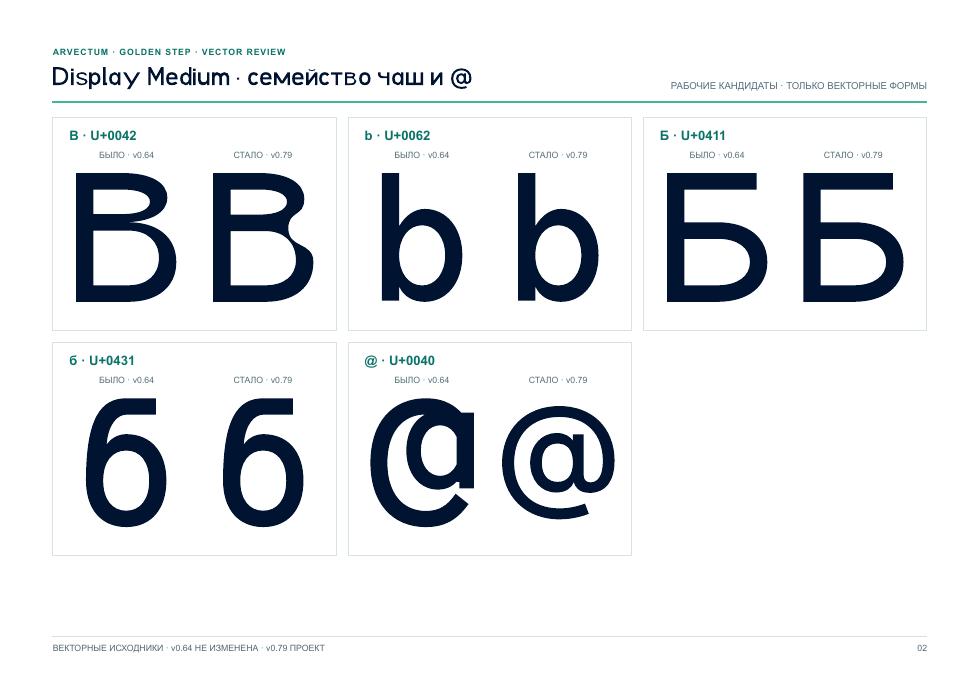 ARVECTUM · GOLDEN STEP · VECTOR REVIEW
Display Medium · семейство чаш и @
РАБОЧИЕ КАНДИДАТЫ · ТОЛЬКО ВЕКТОРНЫЕ ФОРМЫ
B · U+0042
БЫЛО · v0.64 СТАЛО · v0.79
B B
b · U+0062
БЫЛО · v0.64 СТАЛО · v0.79
b b
Б · U+0411
БЫЛО · v0.64 СТАЛО · v0.79
Б Б
б · U+0431
БЫЛО · v0.64 СТАЛО · v0.79
б б
@ · U+0040
БЫЛО · v0.64 СТАЛО · v0.79
@ @
ВЕКТОРНЫЕ ИСХОДНИКИ · v0.64 НЕ ИЗМЕНЕНА · v0.79 ПРОЕКТ
02